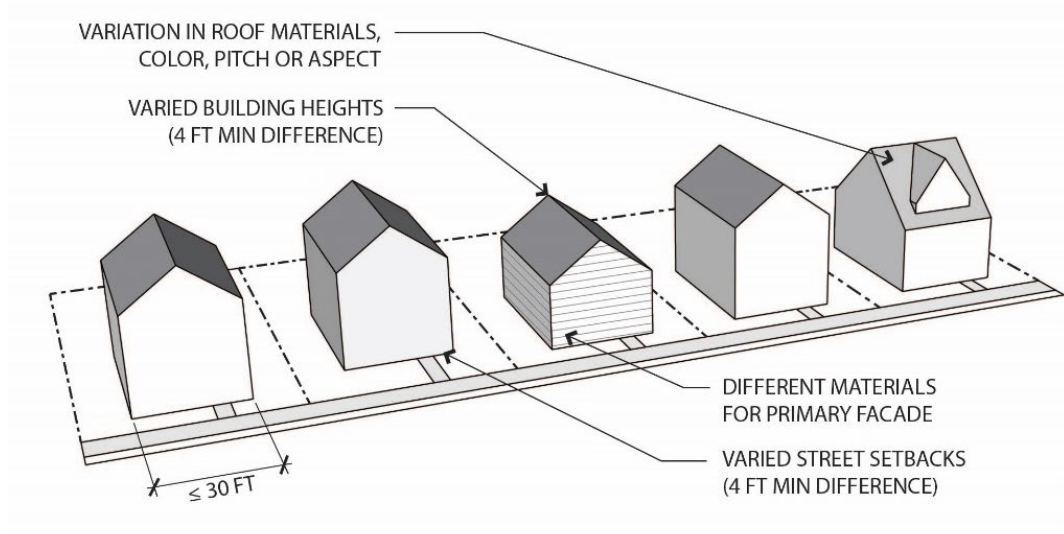 VARIATION IN ROOF MATERIALS,
COLOR, PITCH OR ASPECT
VARIED BUILDING HEIGHTS
(4 FT MIN DIFFERENCE)
DIFFERENT MATERIALS
FOR PRIMARY FACADE
VARIED STREET SETBACKS
(4 FT MIN DIFFERENCE)
≤ 30 FT